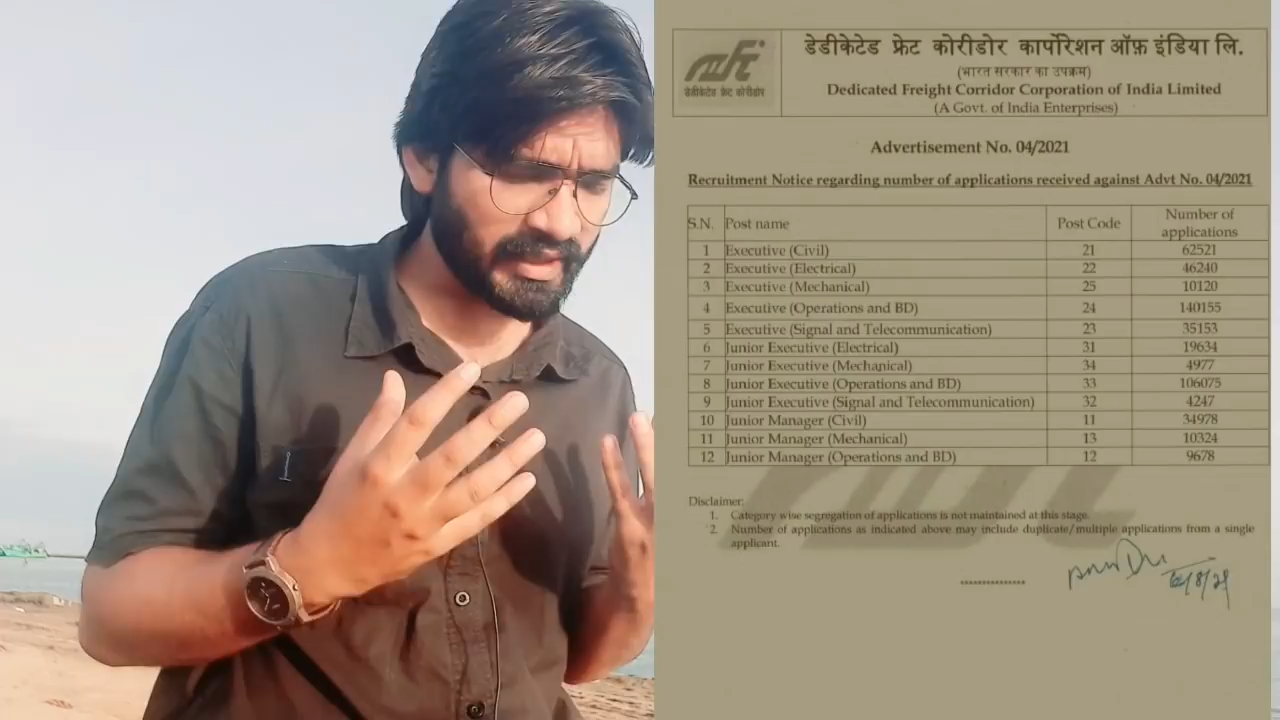 डेडीकेटेड फ्रेट कोरीडोर
डेडीकेटेड फ्रेट कोरीडोर कार्पोरेशन ऑफ़ इंडिया लि.
(भारत सरकार का उपक्रम)
Dedicated Freight Corridor Corporation of India Limited
(A Govt. of India Enterprises)
Advertisement No. 04/2021
Recruitment Notice regarding number of applications received against Advt No. 04/2021
S.N. Post name Post Code Number of applications
1 Executive (Civil) 21 62521
2 Executive (Electrical) 22 46240
3 Executive (Mechanical) 25 10120
4 Executive (Operations and BD) 24 140155
5 Executive (Signal and Telecommunication) 23 35153
6 Junior Executive (Electrical) 31 19634
7 Junior Executive (Mechanical) 34 4977
8 Junior Executive (Operations and BD) 33 106075
9 Junior Executive (Signal and Telecommunication) 32 4247
10 Junior Manager (Civil) 11 34978
11 Junior Manager (Mechanical) 13 10324
12 Junior Manager (Operations and BD) 12 9678
Disclaimer:
1. Category wise segregation of applications is not maintained at this stage.
2. Number of applications as indicated above may include duplicate/multiple applications from a single
applicant.